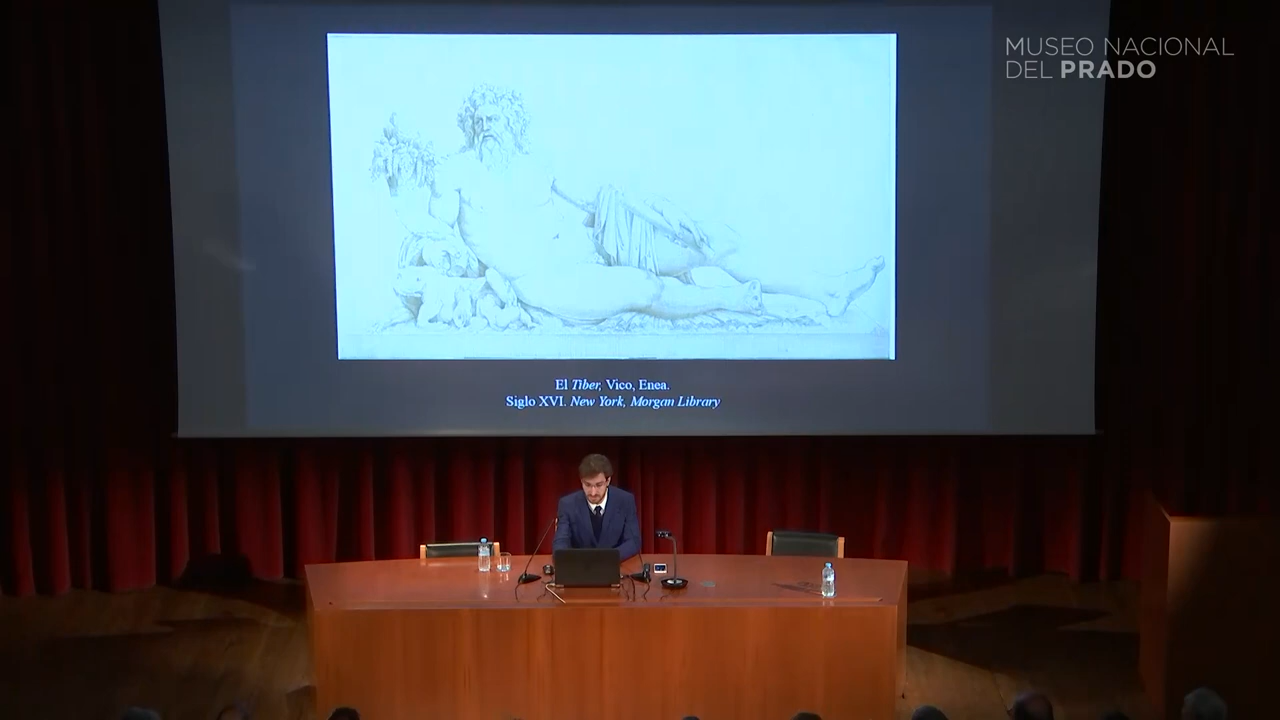 MUSEO NACIONAL
DEL PRADO
El Tiber, Vico, Enea.
Siglo XVI. New York, Morgan Library